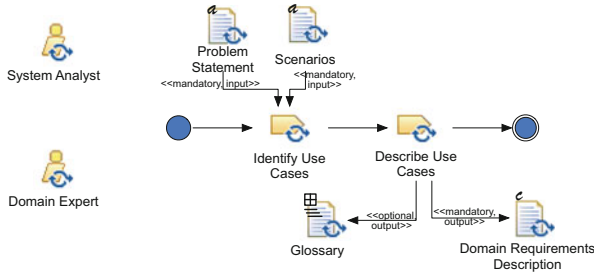 a
a
Problem
Statement
Scenarios
System Analyst
<<mandatory, input>>
<<mandatory,
input>>
Identify Use
Cases
Describe Use
Cases
Domain Expert
<<optional,
output>>
<<mandatory,
output>>
c
Glossary
Domain Requirements
Description